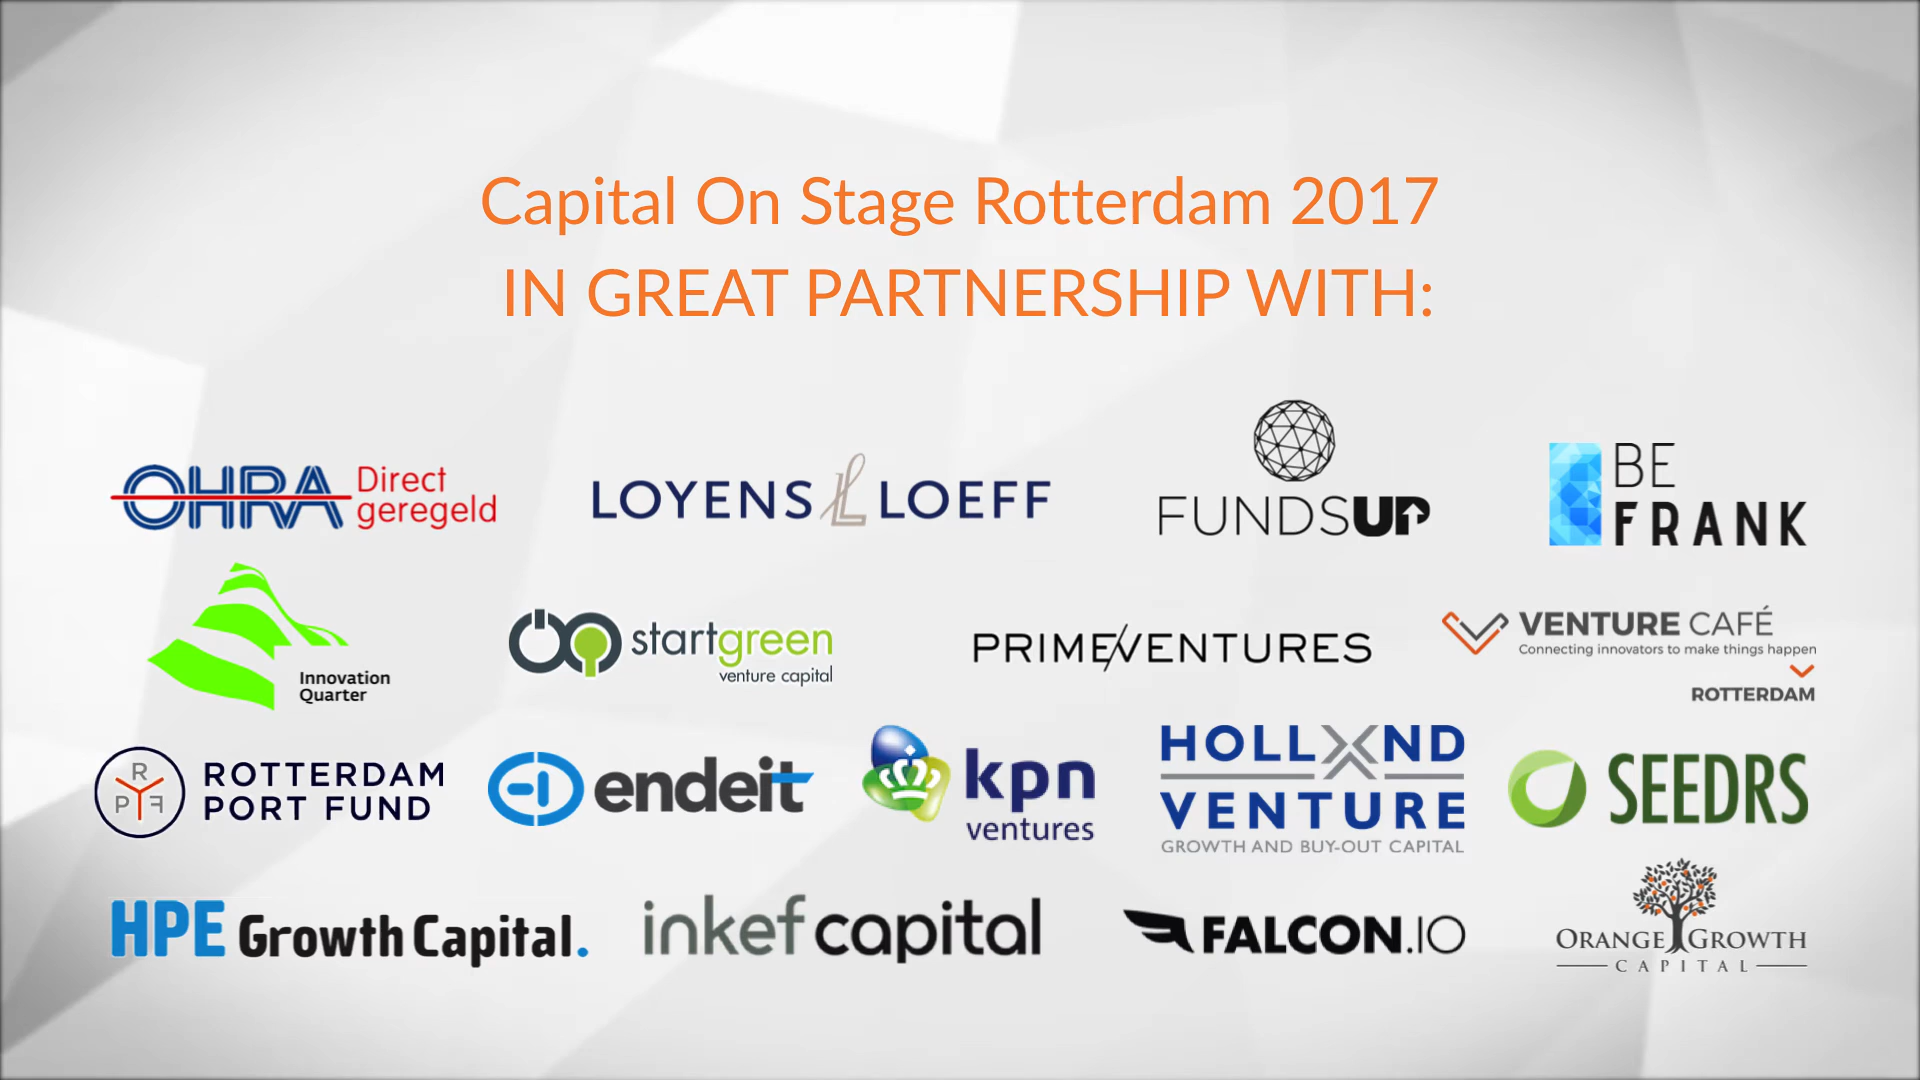 Capital On Stage Rotterdam 2017
IN GREAT PARTNERSHIP WITH:
OHRA Direct
geregeld
LOYENS LL LOEFF
FUNDSUP
BE
FRANK
Innovation
Quarter
startgreen
venture capital
PRIMEVENTURES
VENTURE CAFÉ
Connecting innovators to make things happen
ROTTERDAM
R
P F
ROTTERDAM
PORT FUND
endeit
kpn
ventures
HOLLAND
VENTURE
GROWTH AND BUY-OUT CAPITAL
SEEDRS
HPE Growth Capital.
inkef capital
FALCON.IO
ORANGE GROWTH
CAPITAL